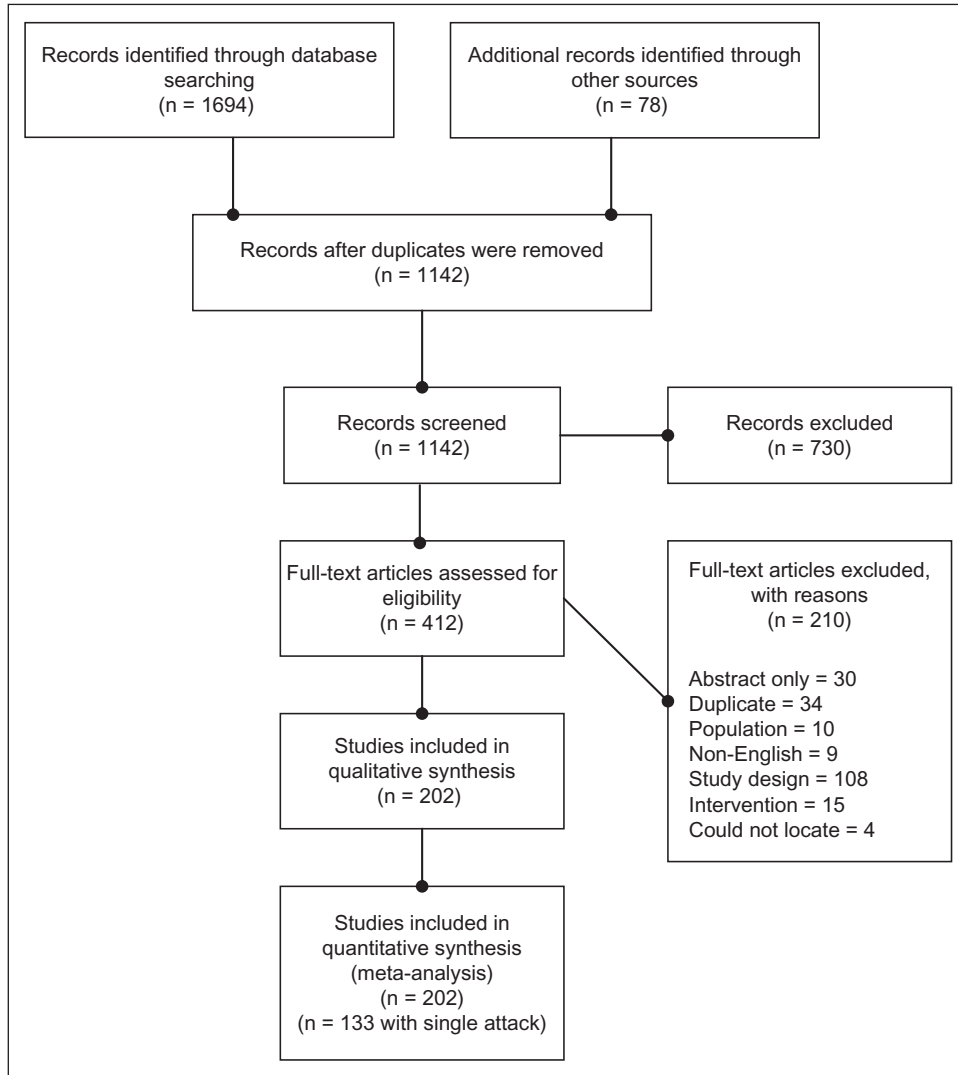 Records identified through database
searching
(n = 1694)
Additional records identified through
other sources
(n = 78)
Records after duplicates were removed
(n = 1142)
Records screened
(n = 1142)
Records excluded
(n = 730)
Full-text articles assessed for
eligibility
(n = 412)
Full-text articles excluded,
with reasons
(n = 210)
Abstract only = 30
Duplicate = 34
Population = 10
Non-English = 9
Study design = 108
Intervention = 15
Could not locate = 4
Studies included in
qualitative synthesis
(n = 202)
Studies included in
quantitative synthesis
(meta-analysis)
(n = 202)
(n = 133 with single attack)